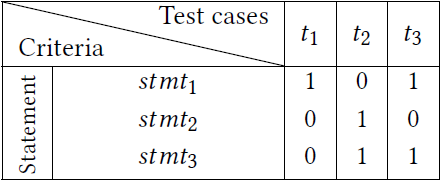 Test cases
Criteria
t1 t2 t3
Statement
stmt1 1 0 1
stmt2 0 1 0
stmt3 0 1 1